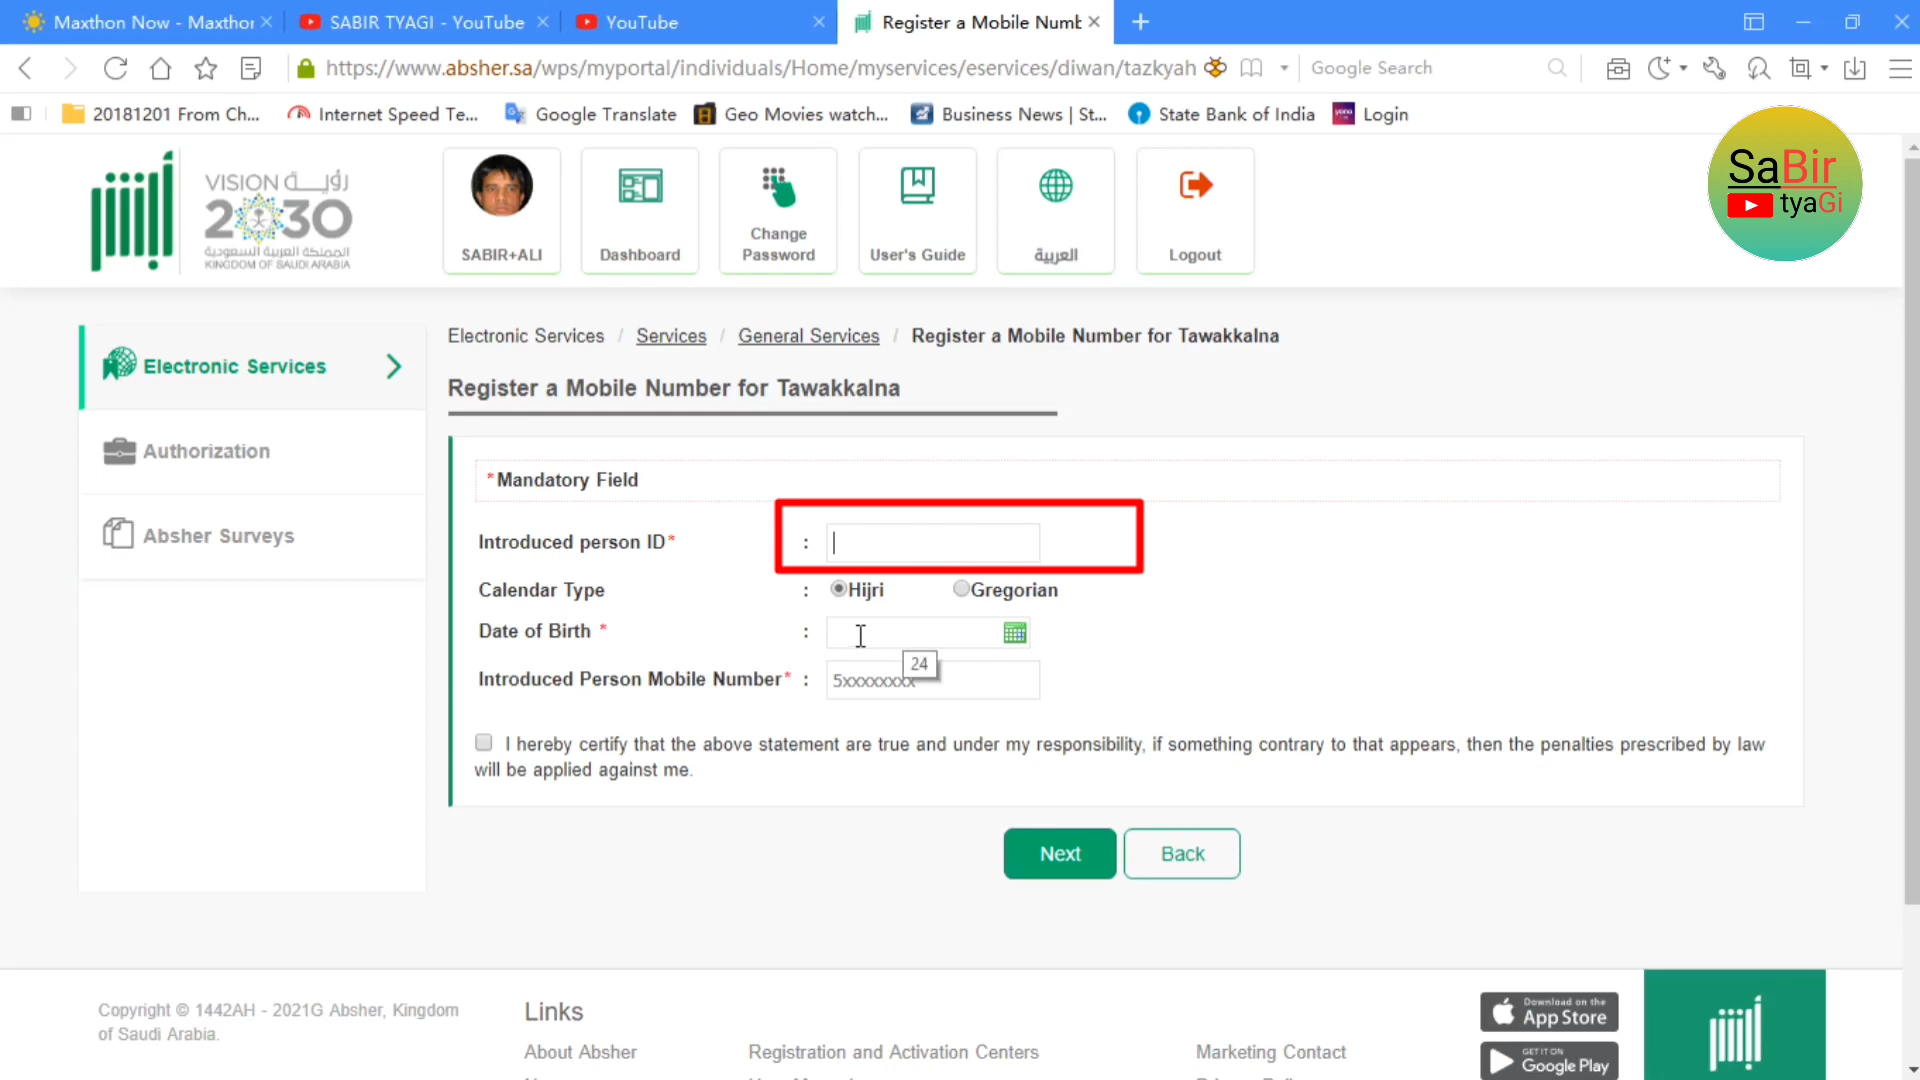 Maxthon Now - Maxthor
SABIR TYAGI - YouTube
YouTube
Register a Mobile Numb
https://www.absher.sa/wps/myportal/individuals/Home/myservices/eservices/diwan/tazkyah
Google Search
20181201 From Ch...
Internet Speed Te...
Google Translate
Geo Movies watch...
Business News | St...
State Bank of India
yono
Login
VISION رؤية
2030
المملكة العربية السعودية
KINGDOM OF SAUDI ARABIA
أبشر
SABIR+ALI
Dashboard
Change
Password
User's Guide
العربية
Logout
SaBir
tyaGi
Electronic Services
Authorization
Absher Surveys
Electronic Services / Services / General Services / Register a Mobile Number for Tawakkalna
Register a Mobile Number for Tawakkalna
*Mandatory Field
Introduced person ID* :
Calendar Type : Hijri Gregorian
Date of Birth * :
24
Introduced Person Mobile Number* : 5xxxxxxxx
I hereby certify that the above statement are true and under my responsibility, if something contrary to that appears, then the penalties prescribed by law
will be applied against me.
Next
Back
Copyright © 1442AH - 2021G Absher, Kingdom
of Saudi Arabia.
Links
About Absher
Registration and Activation Centers
Marketing Contact
Download on the
App Store
GET IT ON
Google Play
أبشر